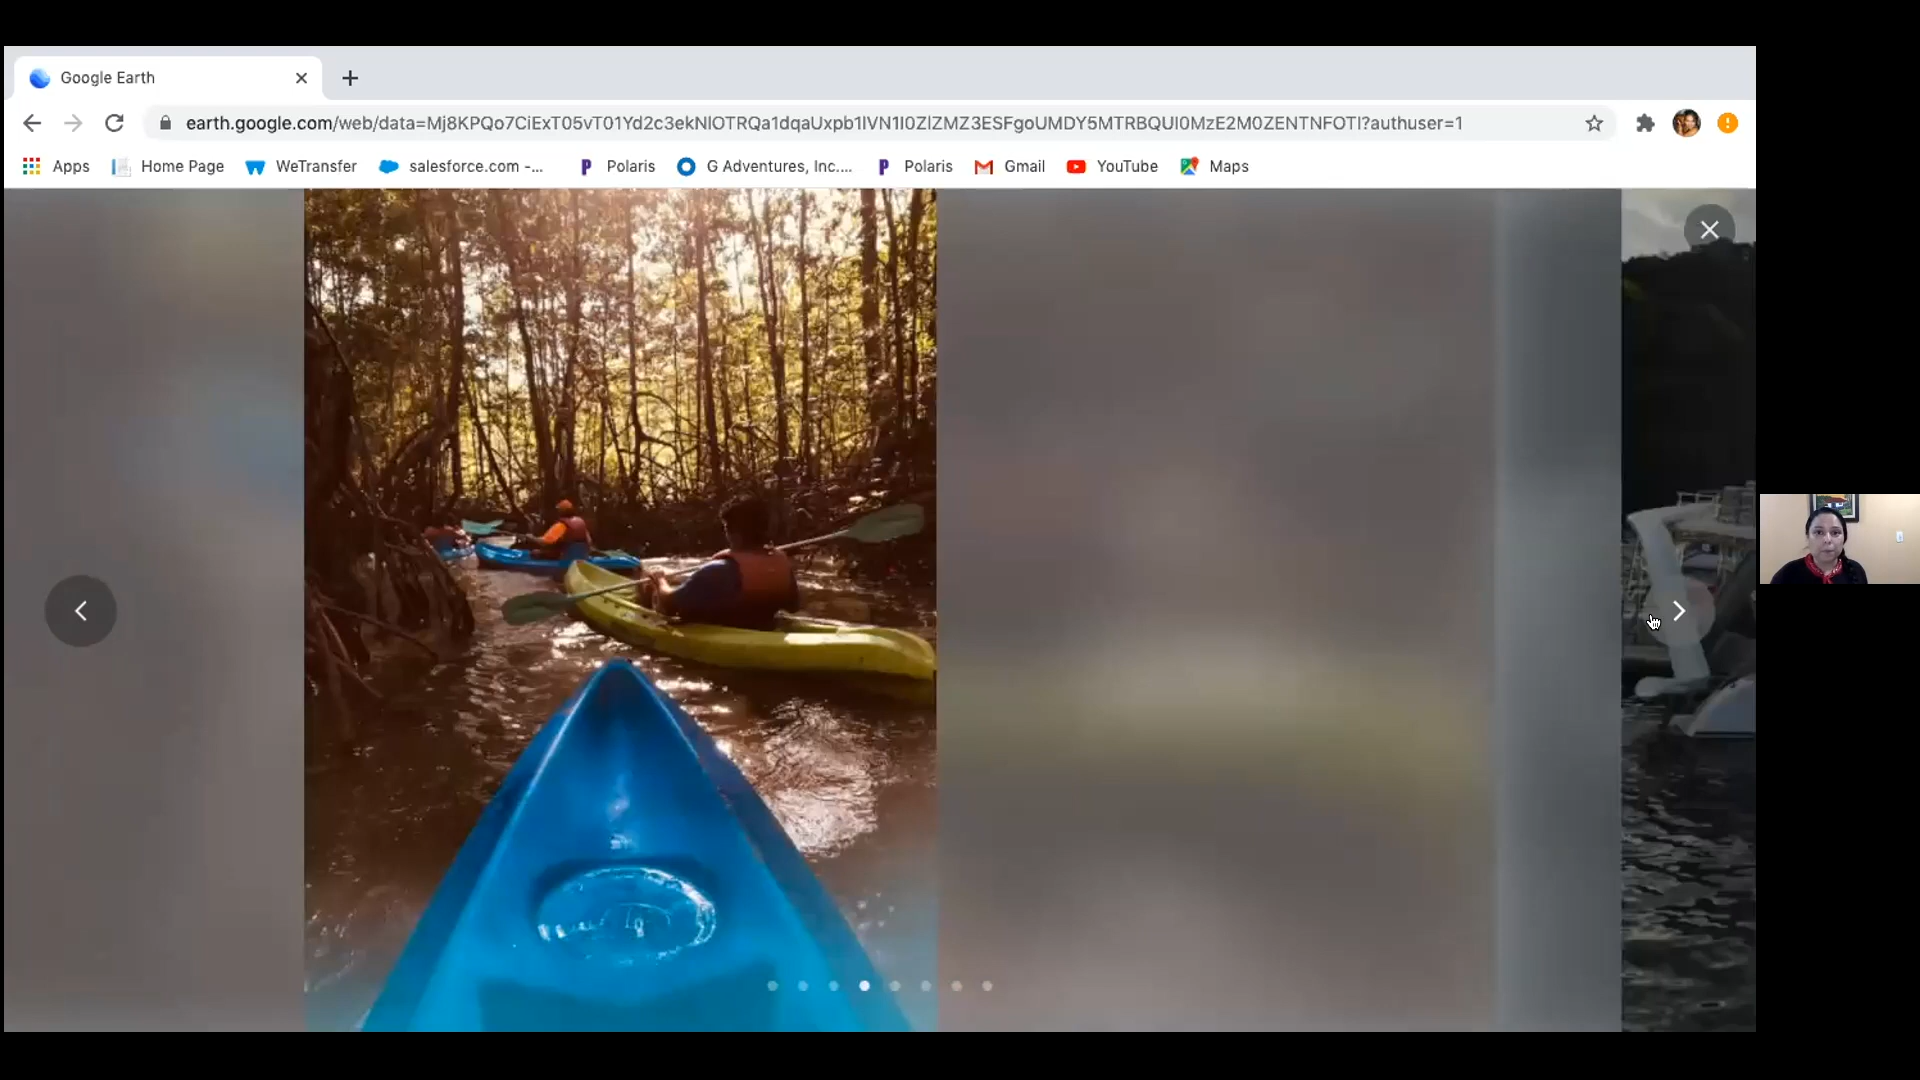 Google Earth
earth.google.com/web/data=Mj8KPQo7CiExT05vT01Yd2c3ekNlOTRQa1dqaUxpb1lVN1I0ZlZMZ3ESFgoUMDY5MTRBQUI0MzE2M0ZENTNFOTI?authuser=1
Apps Home Page WeTransfer salesforce.com -... Polaris G Adventures, Inc.... Polaris Gmail YouTube Maps